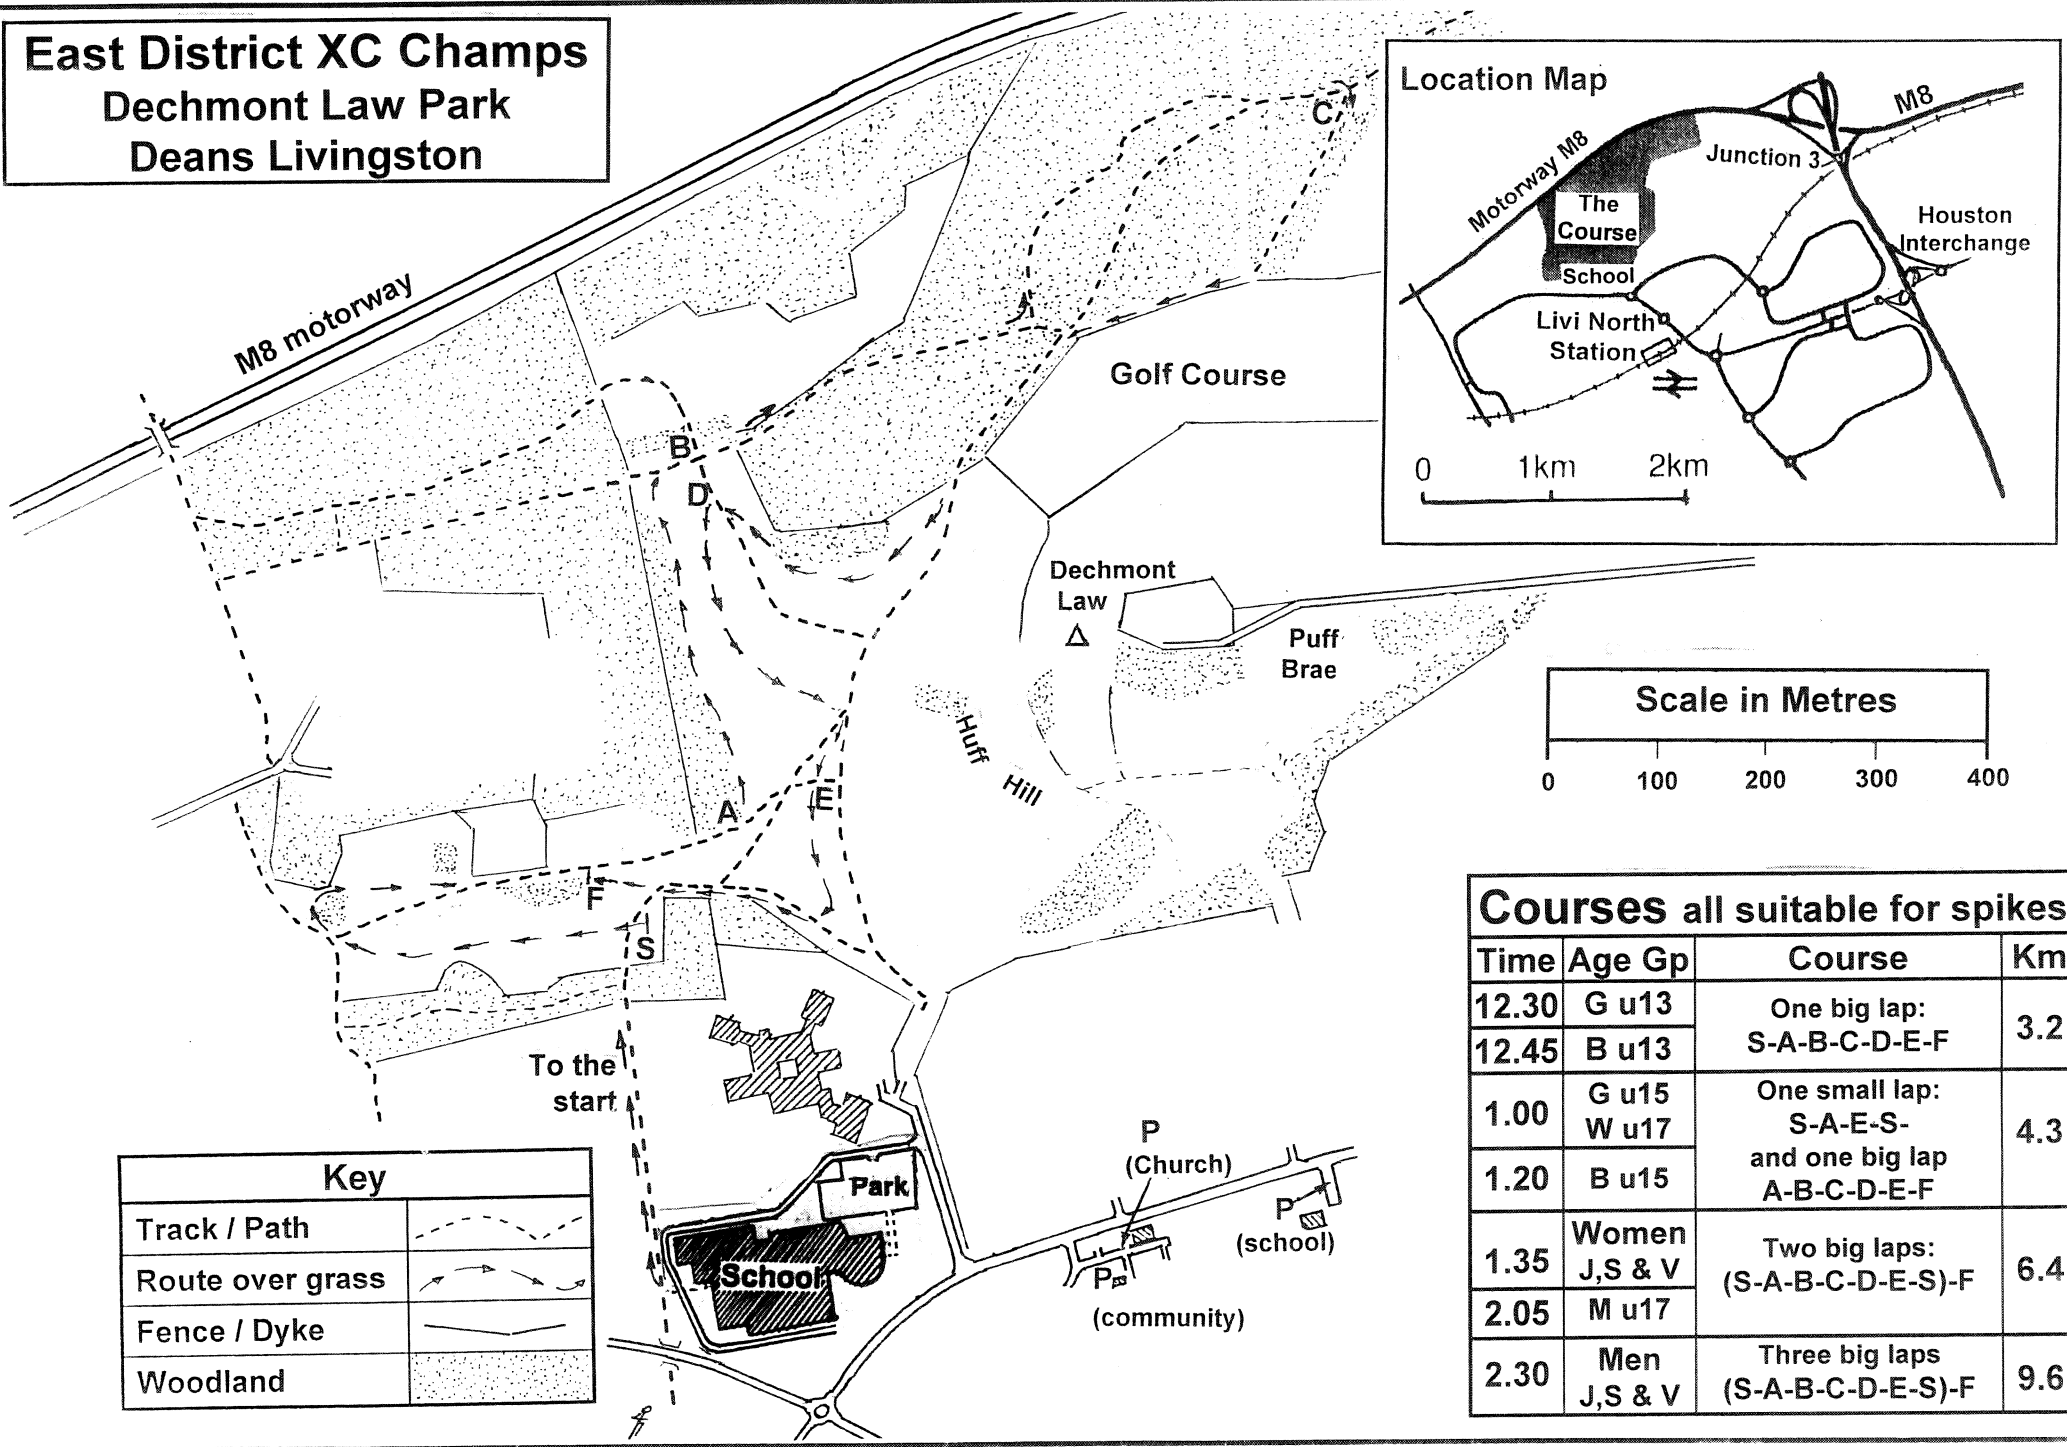 East District XC Champs
Dechmont Law Park
Deans Livingston
M8 motorway
C
B
D
A
E
F
S
Golf Course
Dechmont
Law
Puff
Brae
Huff
Hill
To the
start
Park
School
P
(Church)
P
(school)
P
(community)
Location Map
M8
Motorway M8
Junction 3
The
Course
School
Houston
Interchange
Livi North
Station
0 1km 2km
Scale in Metres
0 100 200 300 400
Key
Track / Path
Route over grass
Fence / Dyke
Woodland
Courses all suitable for spikes
Time Age Gp Course Km
12.30 G u13
12.45 B u13
One big lap:
S-A-B-C-D-E-F
3.2
1.00 G u15
W u17
1.20 B u15
One small lap:
S-A-E-S-
and one big lap
A-B-C-D-E-F
4.3
1.35 Women
J,S & V
2.05 M u17
Two big laps:
(S-A-B-C-D-E-S)-F
6.4
2.30 Men
J,S & V
Three big laps
(S-A-B-C-D-E-S)-F
9.6